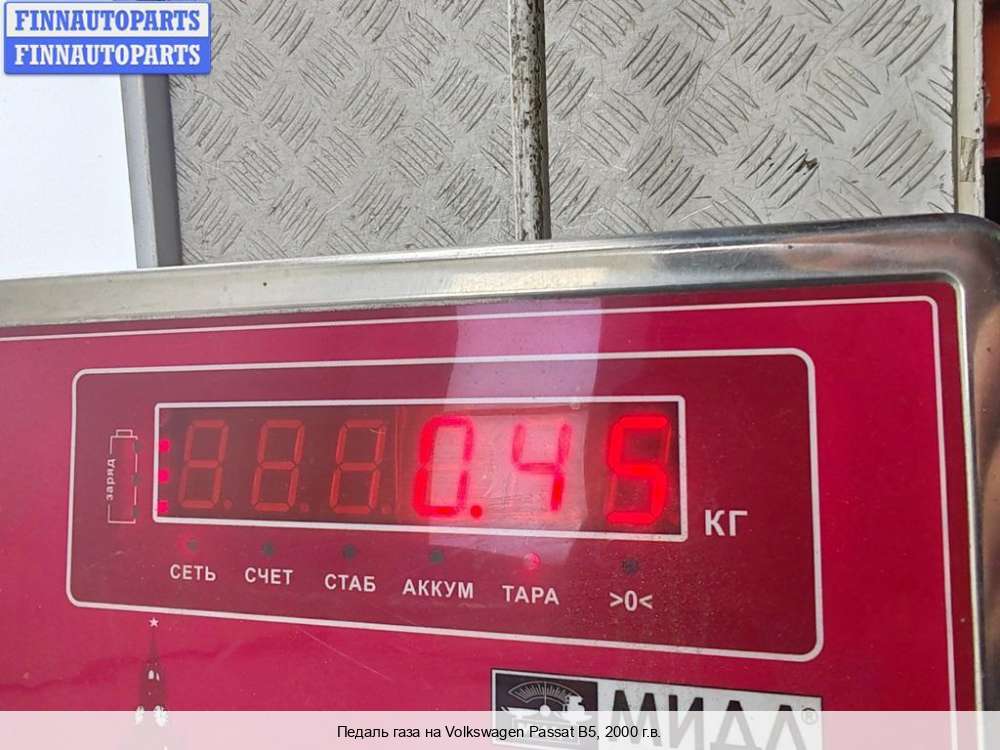 FINNAUTOPARTS
FINNAUTOPARTS
заряд
0.45
КГ
СЕТЬ СЧЕТ СТАБ АККУМ ТАРА >0<
МИДЛ®
Педаль газа на Volkswagen Passat B5, 2000 г.в.